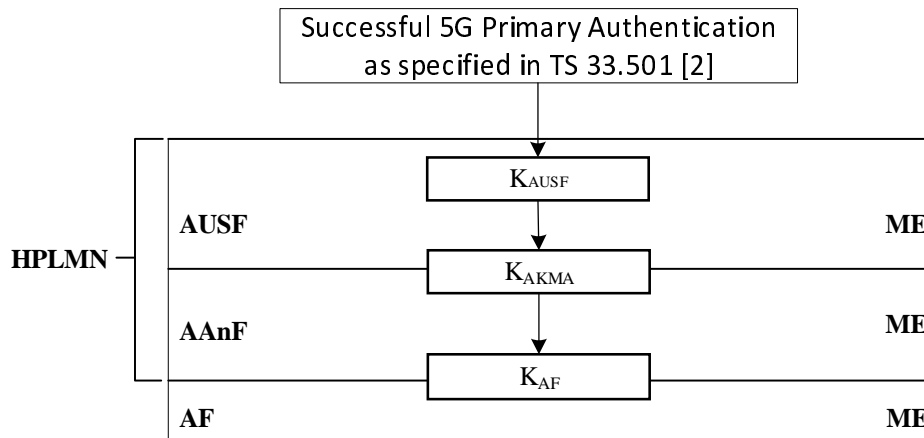 Successful 5G Primary Authentication
as specified in TS 33.501 [2]
KAUSF
AUSF
ME
HPLMN
KAKMA
AAnF
ME
KAF
AF
ME